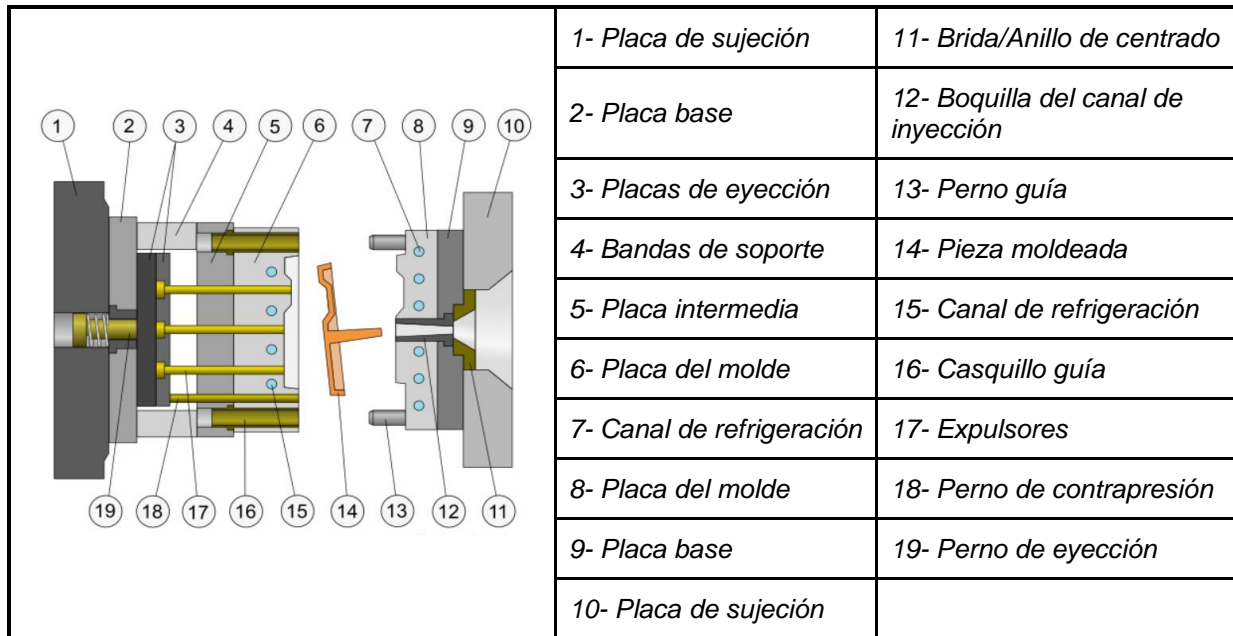 1
2
3
4
5
6
7
8
9
10
19
18
17
16
15
14
13
12
11
1- Placa de sujeción
11- Brida/Anillo de centrado
2- Placa base
12- Boquilla del canal de
inyección
3- Placas de eyección
13- Perno guía
4- Bandas de soporte
14- Pieza moldeada
5- Placa intermedia
15- Canal de refrigeración
6- Placa del molde
16- Casquillo guía
7- Canal de refrigeración
17- Expulsores
8- Placa del molde
18- Perno de contrapresión
9- Placa base
19- Perno de eyección
10- Placa de sujeción